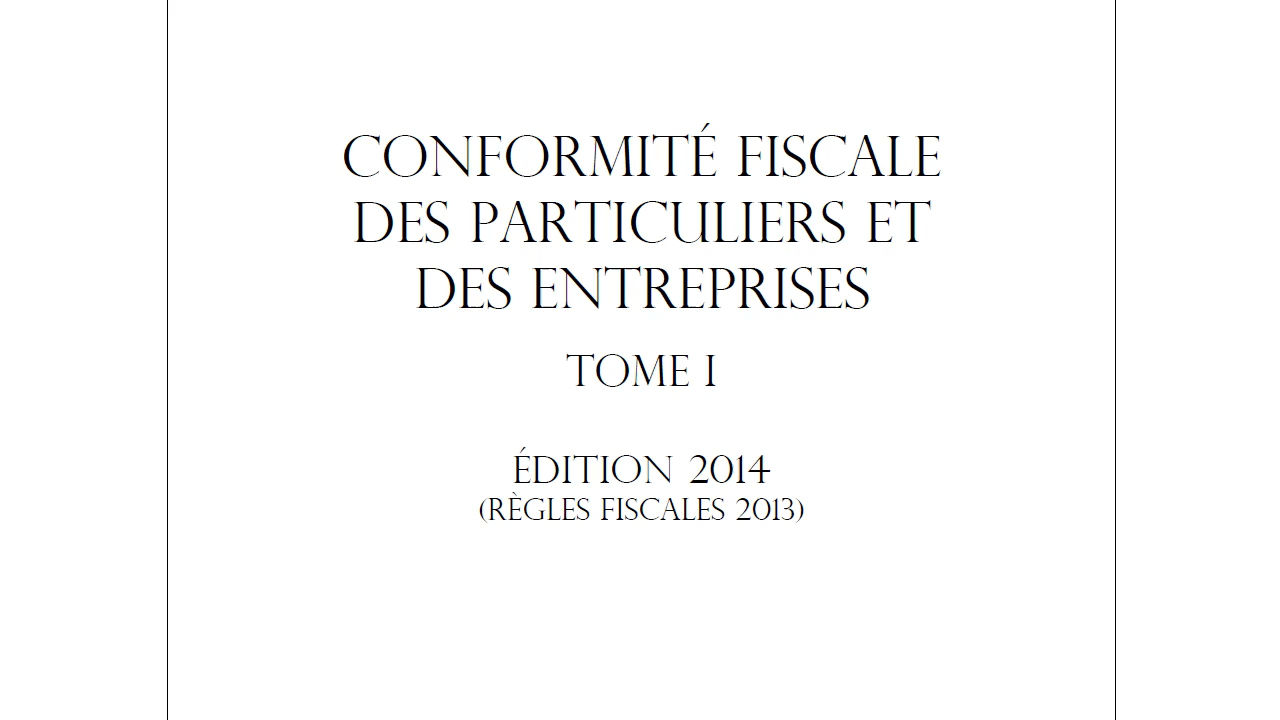 CONFORMITÉ FISCALE
DES PARTICULIERS ET
DES ENTREPRISES
TOME I
ÉDITION 2014
(RÈGLES FISCALES 2013)